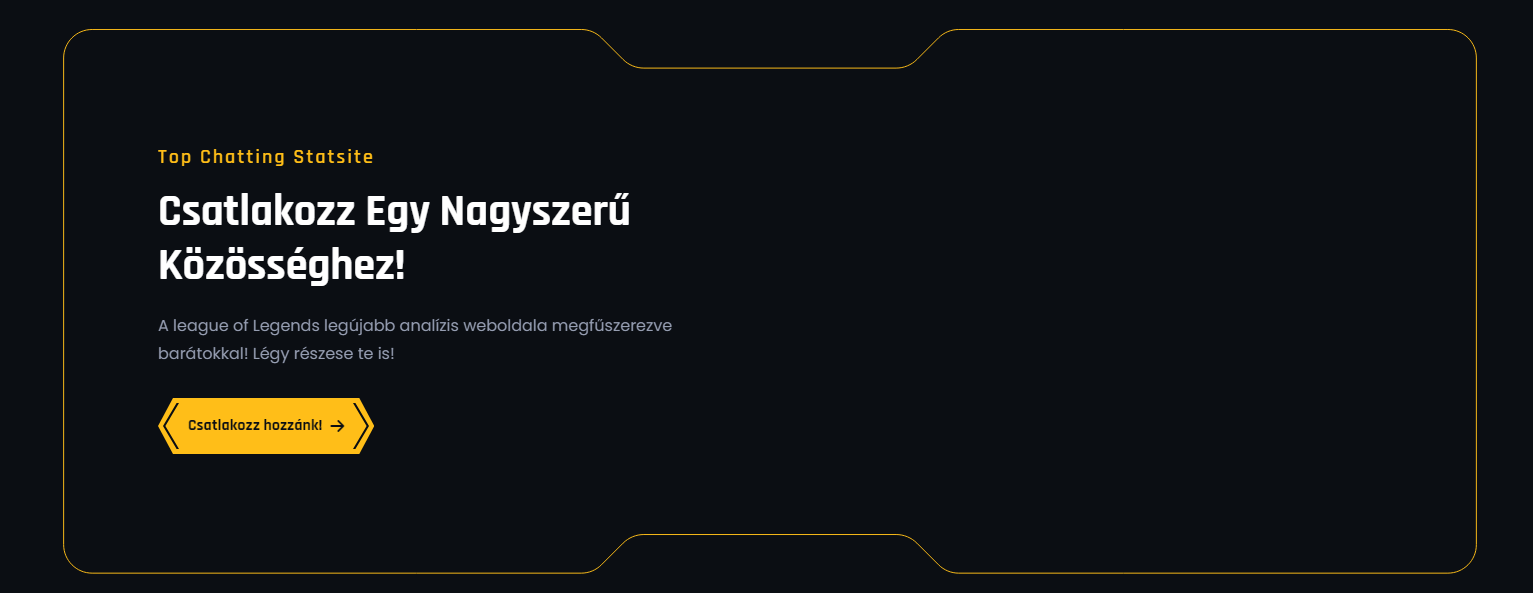 Top Chatting Statsite
Csatlakozz Egy Nagyszerű
Közösséghez!
A league of Legends legújabb analízis weboldala megfűszerezve
barátokkal! Légy részese te is!
Csatlakozz hozzánk! →